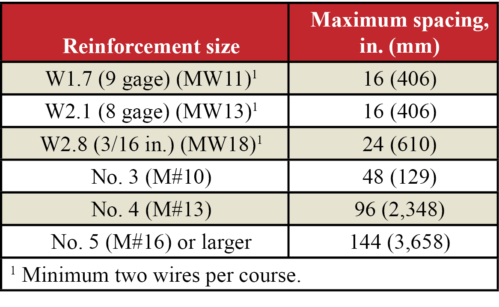 Reinforcement size
Maximum spacing,
in. (mm)
W1.7 (9 gage) (MW11)¹ 16 (406)
W2.1 (8 gage) (MW13)¹ 16 (406)
W2.8 (3/16 in.) (MW18)¹ 24 (610)
No. 3 (M#10) 48 (129)
No. 4 (M#13) 96 (2,348)
No. 5 (M#16) or larger 144 (3,658)
¹ Minimum two wires per course.